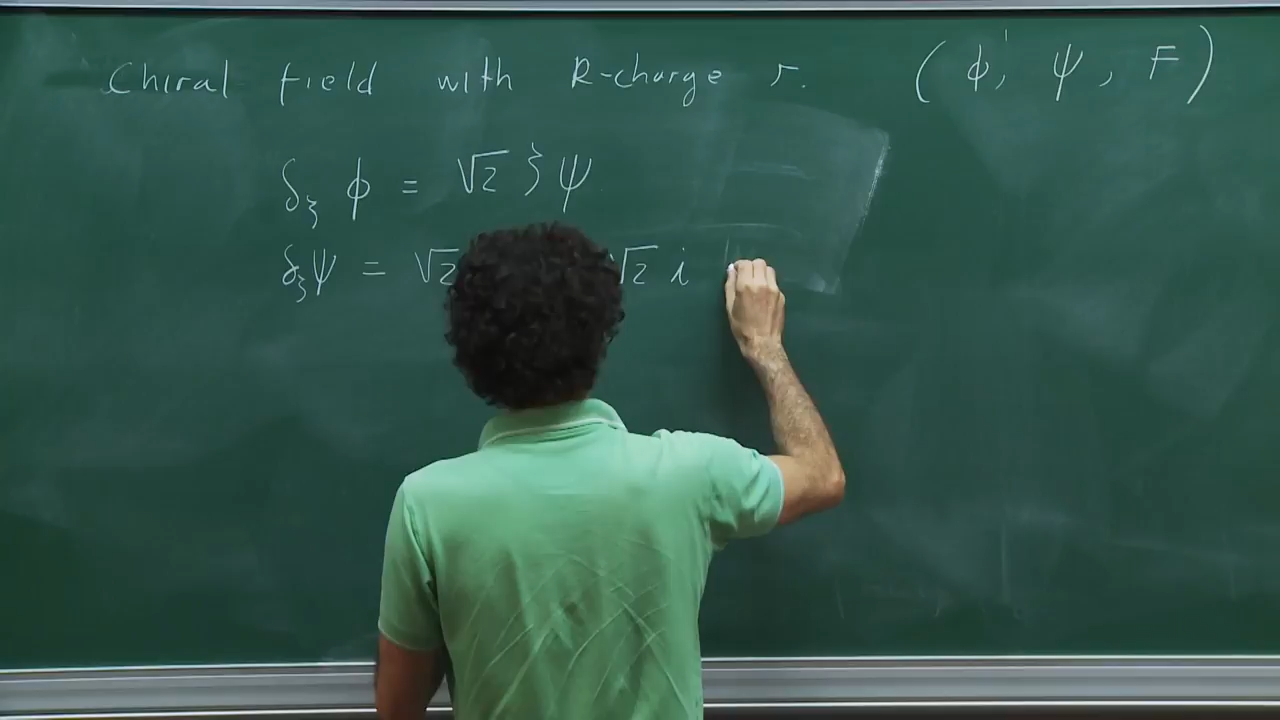 Chiral field with R-charge r. (ϕ, ψ, F)
δ_ξ ϕ = √2 ξ ψ
δ_ξ ψ = √2 √2 i